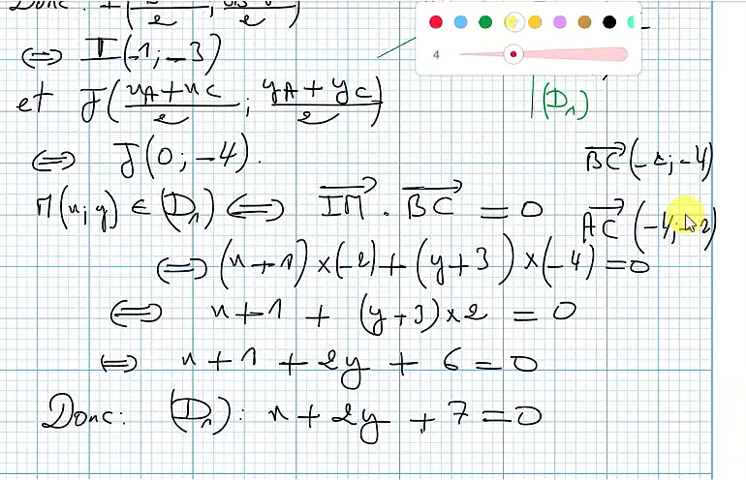 Donc: I
⟺ I(-1; -3)
4
et J((xA + xC)/2 ; (yA + yC)/2)
(D1)
⟺ J(0; -4).
BC→(-2; -4)
M(x; y) ∈ (D1) ⟺ IM→ . BC→ = 0
AC→(-4; -2)
⟺ (x + 1) × (-2) + (y + 3) × (-4) = 0
⟺ x + 1 + (y + 3) × 2 = 0
⟺ x + 1 + 2y + 6 = 0
Donc: (D1): x + 2y + 7 = 0